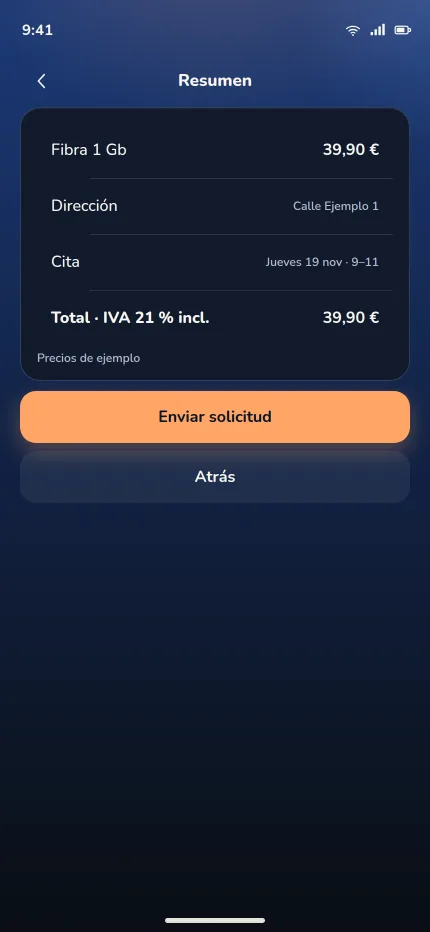 9:41
Resumen
Fibra 1 Gb 39,90 €
Dirección Calle Ejemplo 1
Cita Jueves 19 nov · 9–11
Total · IVA 21 % incl. 39,90 €
Precios de ejemplo
Enviar solicitud
Atrás